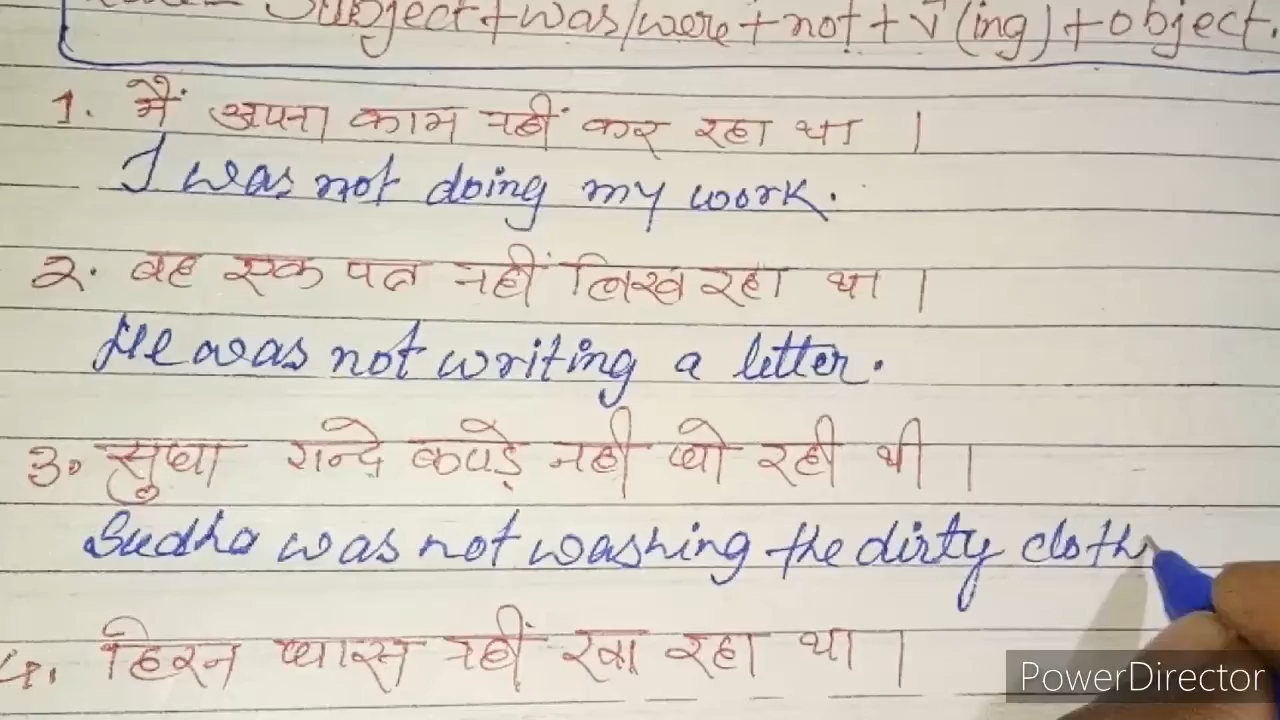 Subject + was/were + not + V (ing) + object.
1. मैं अपना काम नहीं कर रहा था ।
I was not doing my work.
2. वह एक पत्र नहीं लिख रहा था ।
He was not writing a letter.
3. सुधा गन्दे कपड़े नहीं धो रही थी ।
Sudha was not washing the dirty cloth
4. हिरन घास नहीं खा रहा था ।
PowerDirector